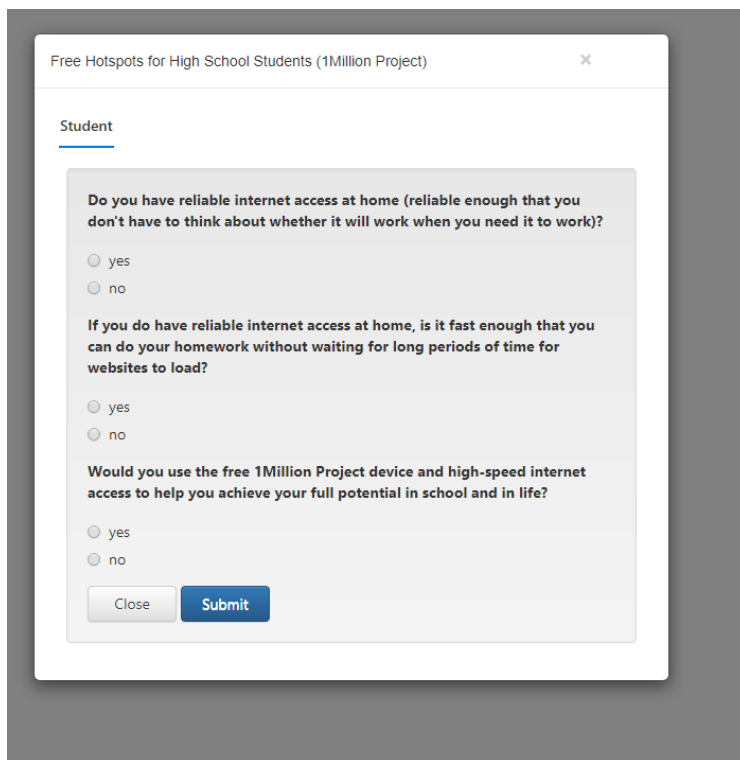 Free Hotspots for High School Students (1Million Project) ×
Student
Do you have reliable internet access at home (reliable enough that you
don't have to think about whether it will work when you need it to work)?
yes
no
If you do have reliable internet access at home, is it fast enough that you
can do your homework without waiting for long periods of time for
websites to load?
yes
no
Would you use the free 1Million Project device and high-speed internet
access to help you achieve your full potential in school and in life?
yes
no
Close Submit